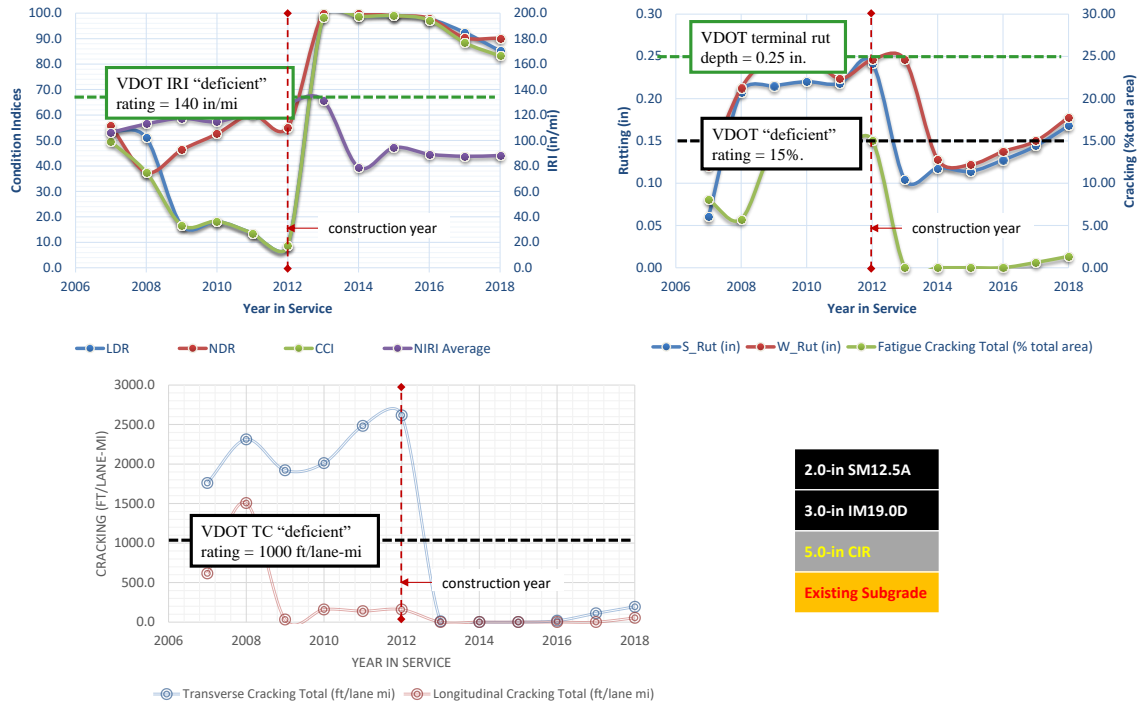 100.0
90.0
80.0
70.0
60.0
50.0
40.0
30.0
20.0
10.0
0.0
Condition Indices
200.0
180.0
160.0
140.0
120.0
100.0
80.0
60.0
40.0
20.0
0.0
IRI (in/mi)
VDOT IRI “deficient”
rating = 140 in/mi
construction year
2006
2008
2010
2012
2014
2016
2018
Year in Service
LDR
NDR
CCI
NIRI Average
0.30
0.25
0.20
0.15
0.10
0.05
0.00
Rutting (in)
30.00
25.00
20.00
15.00
10.00
5.00
0.00
Cracking (%total area)
VDOT terminal rut
depth = 0.25 in.
VDOT “deficient”
rating = 15%.
construction year
2006
2008
2010
2012
2014
2016
2018
Year in Service
S_Rut (in)
W_Rut (in)
Fatigue Cracking Total (% total area)
3000.0
2500.0
2000.0
1500.0
1000.0
500.0
0.0
CRACKING (FT/LANE-MI)
VDOT TC “deficient”
rating = 1000 ft/lane-mi
construction year
2006
2008
2010
2012
2014
2016
2018
YEAR IN SERVICE
Transverse Cracking Total (ft/lane mi)
Longitudinal Cracking Total (ft/lane mi)
2.0-in SM12.5A
3.0-in IM19.0D
5.0-in CIR
Existing Subgrade